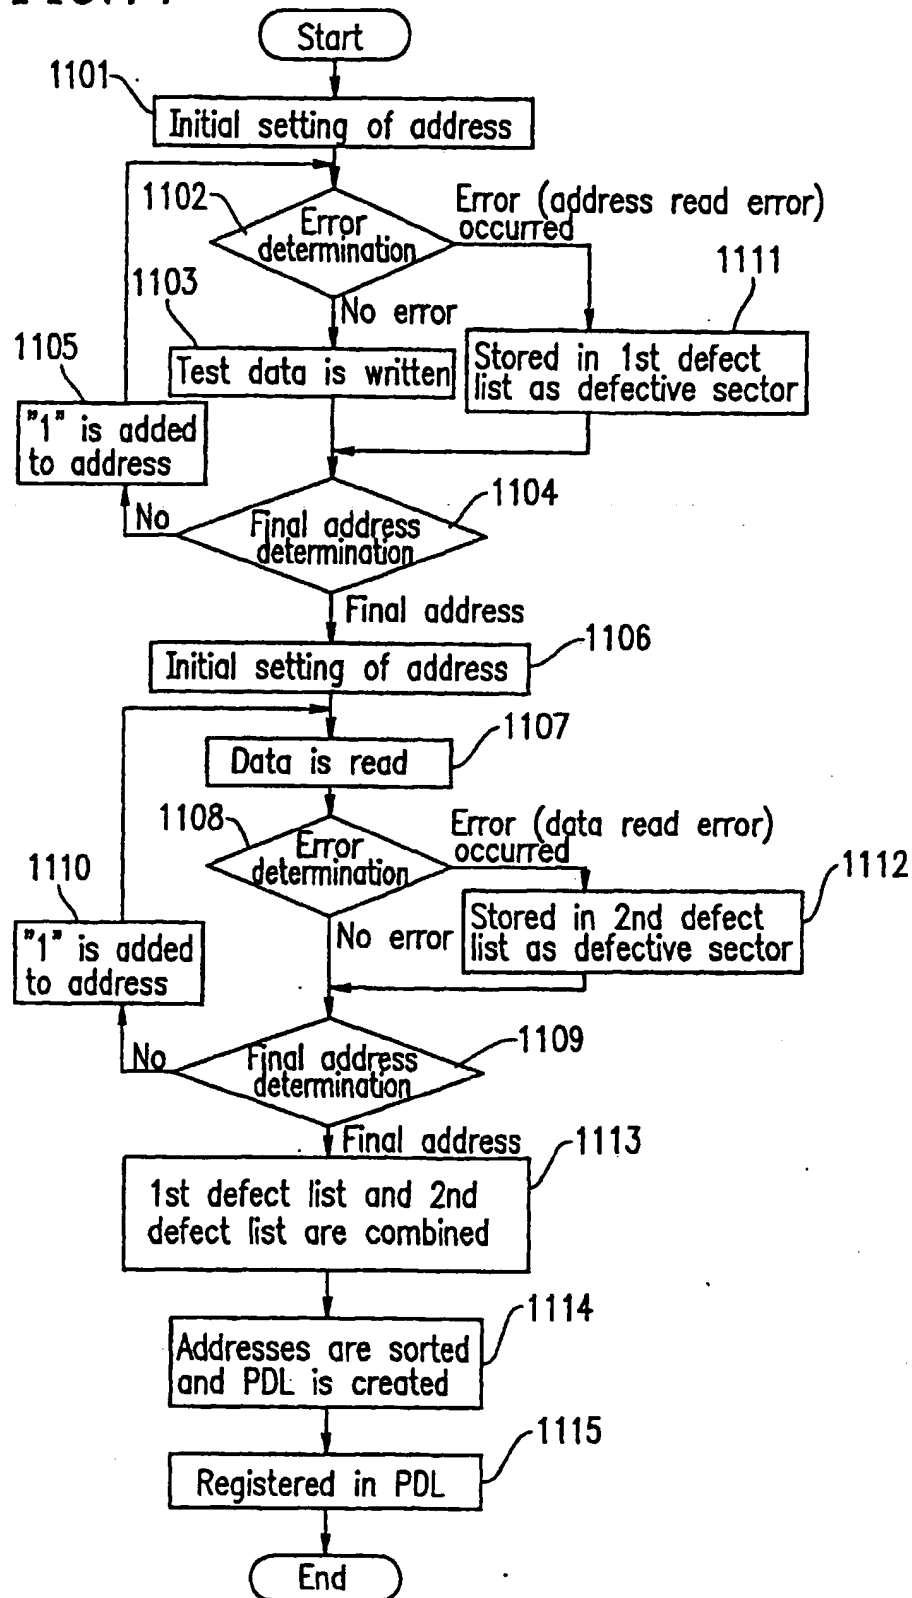 Start
1101
Initial setting of address
1102
Error
determination
Error (address read error)
occurred
1103
No error
1111
Test data is written
Stored in 1st defect
list as defective sector
1105
"1" is added
to address
No
1104
Final address
determination
Final address
1106
Initial setting of address
1107
Data is read
1108
Error
determination
Error (data read error)
occurred
1112
Stored in 2nd defect
list as defective sector
1110
"1" is added
to address
No error
No
1109
Final address
determination
Final address
1113
1st defect list and 2nd
defect list are combined
1114
Addresses are sorted
and PDL is created
1115
Registered in PDL
End